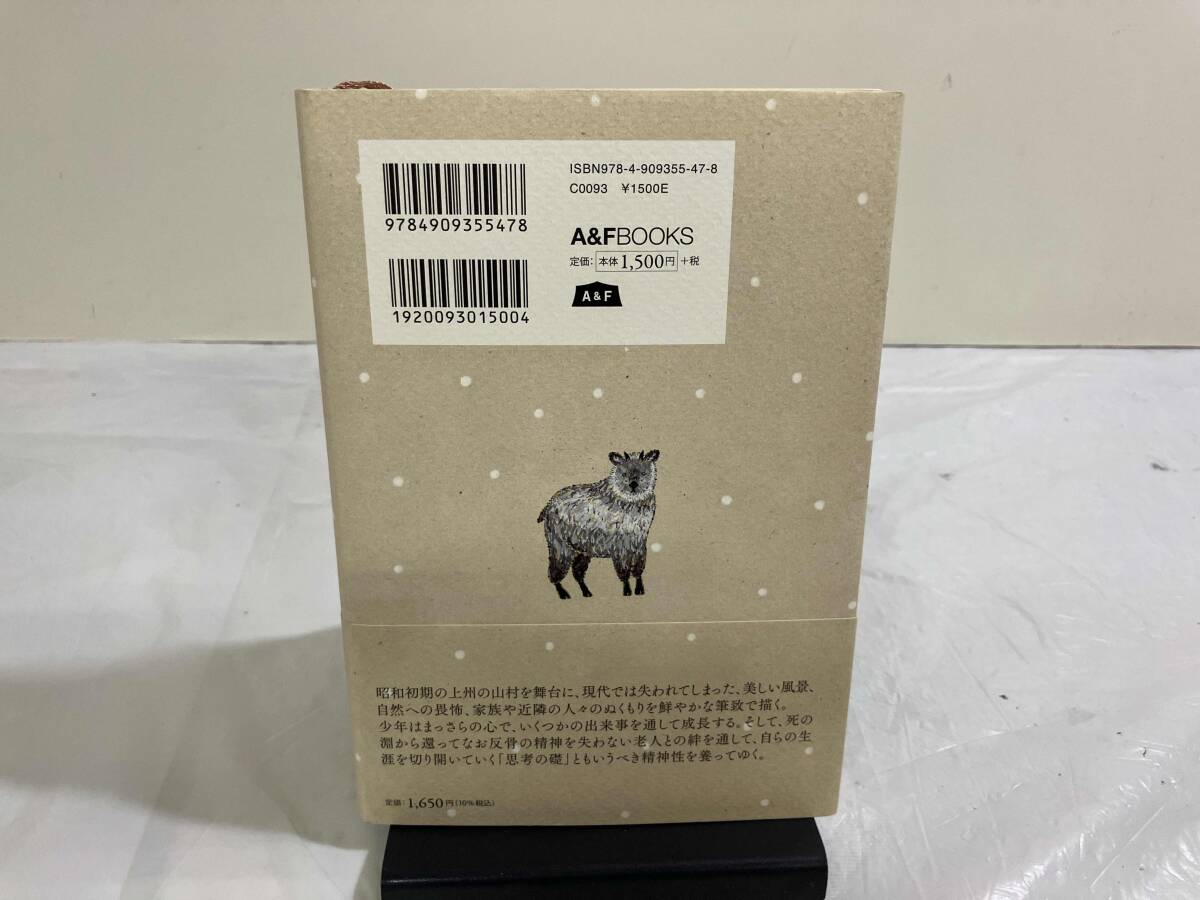 ISBN978-4-909355-47-8
C0093 ¥1500E
9784909355478
A&FBOOKS
定価: 本体1,500円 +税
A&F
1920093015004
昭和初期の上州の山村を舞台に、現代では失われてしまった、美しい風景、
自然への畏怖、家族や近隣の人々のぬくもりを鮮やかな筆致で描く。
少年はまっさらの心で、いくつかの出来事を通して成長する。そして、死の
淵から還ってなお反骨の精神を失わない老人との絆を通して、自らの生
涯を切り開いていく「思考の礎」ともいうべき精神性を養ってゆく。
定価: 1,650円(10%税込)